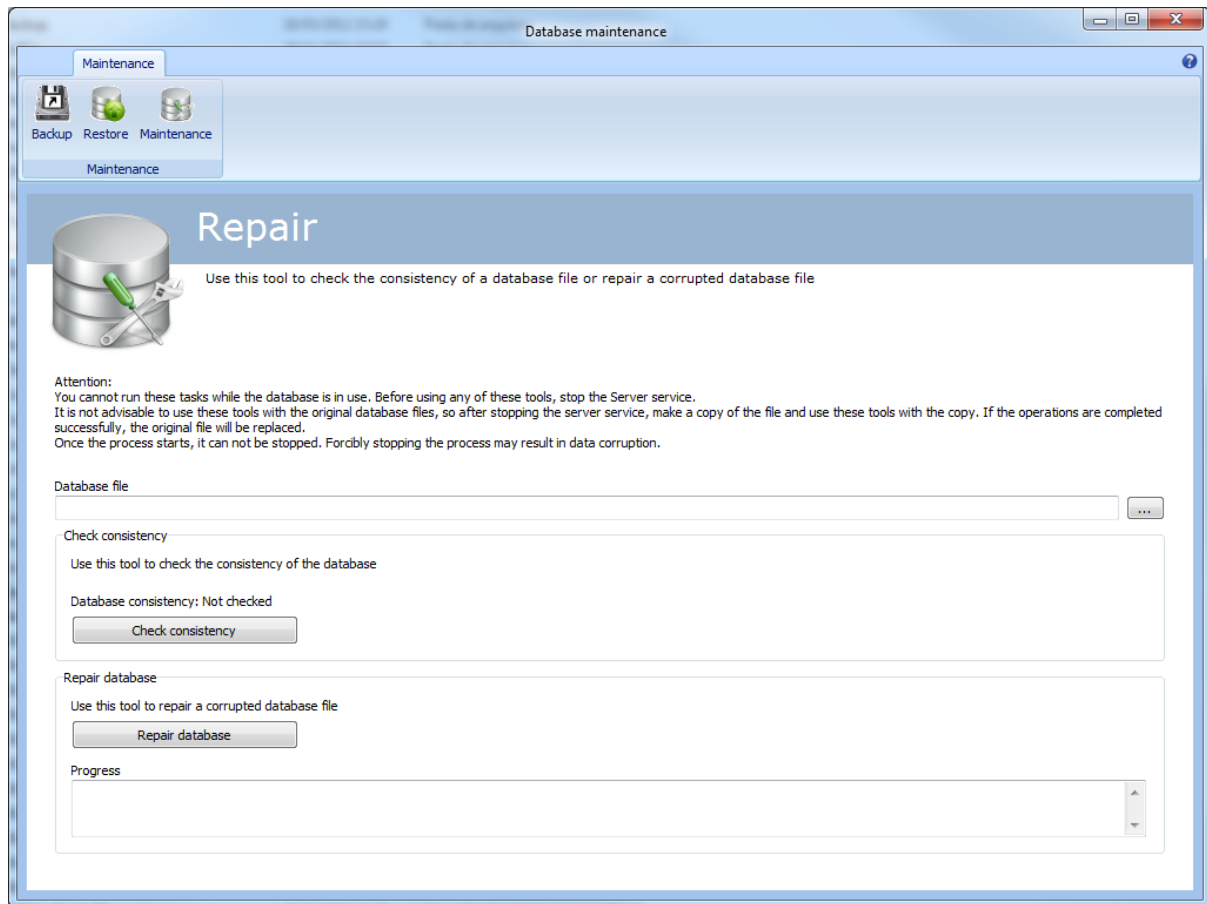 Database maintenance
Maintenance
Backup Restore Maintenance
Maintenance
Repair
Use this tool to check the consistency of a database file or repair a corrupted database file
Attention:
You cannot run these tasks while the database is in use. Before using any of these tools, stop the Server service.
It is not advisable to use these tools with the original database files, so after stopping the server service, make a copy of the file and use these tools with the copy. If the operations are completed
successfully, the original file will be replaced.
Once the process starts, it can not be stopped. Forcibly stopping the process may result in data corruption.
Database file
...
Check consistency
Use this tool to check the consistency of the database
Database consistency: Not checked
Check consistency
Repair database
Use this tool to repair a corrupted database file
Repair database
Progress